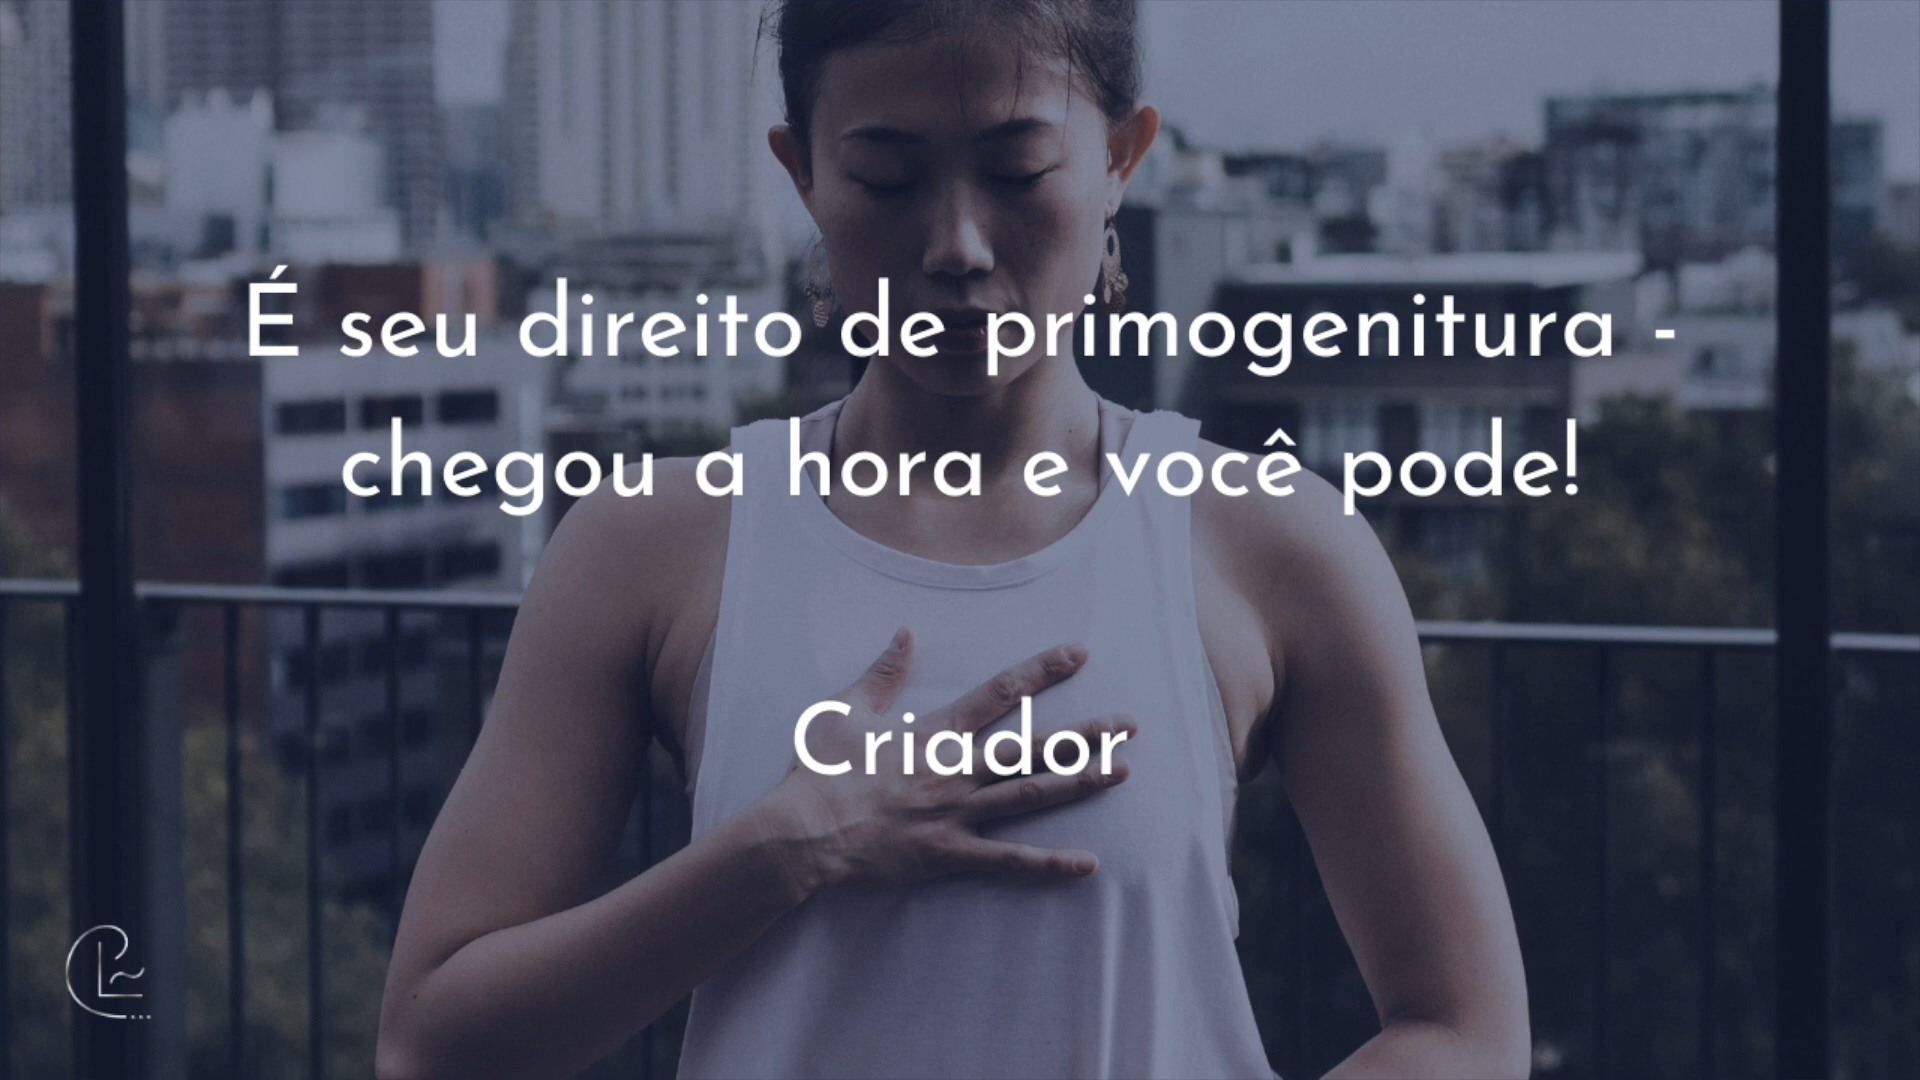 É seu direito de primogenitura -
chegou a hora e você pode!
Criador